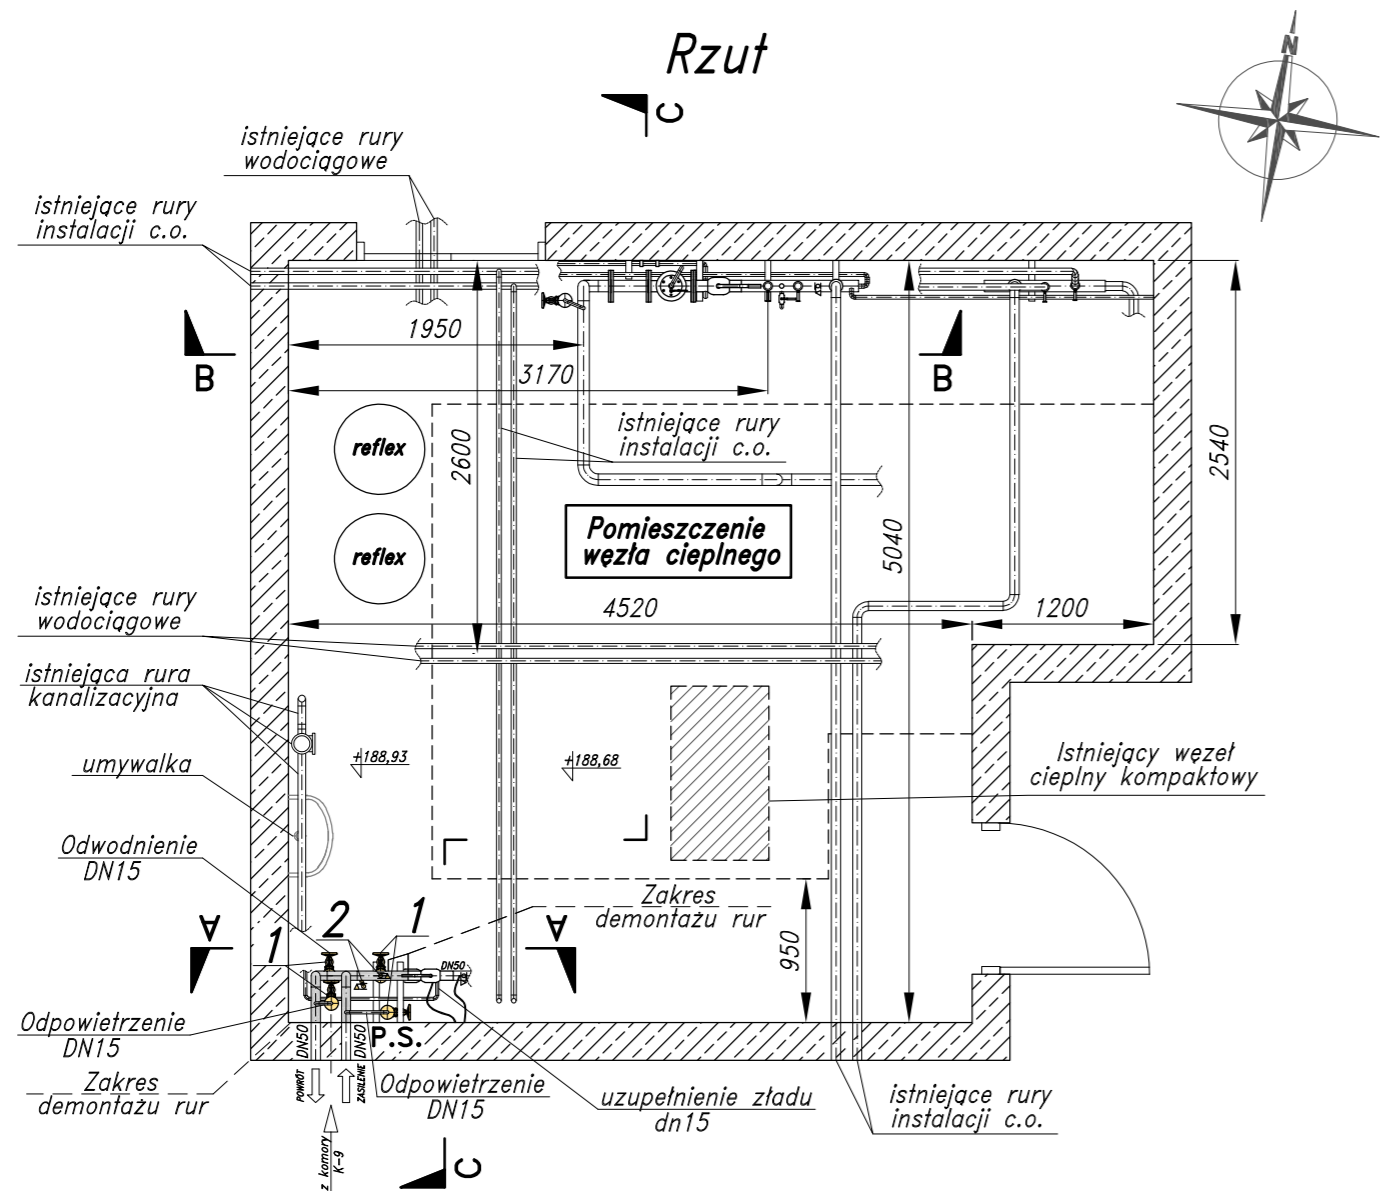 Rzut
N
C
istniejące rury
wodociągowe
istniejące rury
instalacji c.o.
1950
B
B
3170
istniejące rury
instalacji c.o.
reflex
2600
2540
Pomieszczenie
węzła cieplnego
5040
reflex
istniejące rury
wodociągowe
4520
1200
istniejąca rura
kanalizacyjna
+188,93
+188,68
Istniejący węzeł
cieplny kompaktowy
umywalka
Odwodnienie
DN15
Zakres
demontażu rur
A
1
2
1
A
950
DN50
Odpowietrzenie
DN15
DN50
DN50
P.S.
Zakres
demontażu rur
POWRÓT
ZASILENIE
Odpowietrzenie
DN15
uzupełnienie zładu
dn15
istniejące rury
instalacji c.o.
z komory
K-9
C